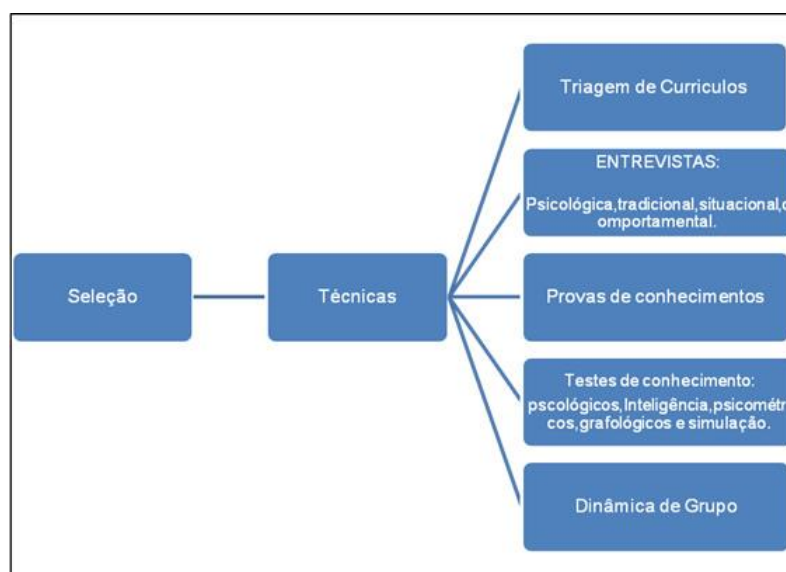 Seleção
Técnicas
Triagem de Curriculos
ENTREVISTAS:
Psicológica,tradicional,situacional,c
omportamental.
Provas de conhecimentos
Testes de conhecimento:
pscológicos,Inteligência,psicométri
cos,grafológicos e simulação.
Dinâmica de Grupo